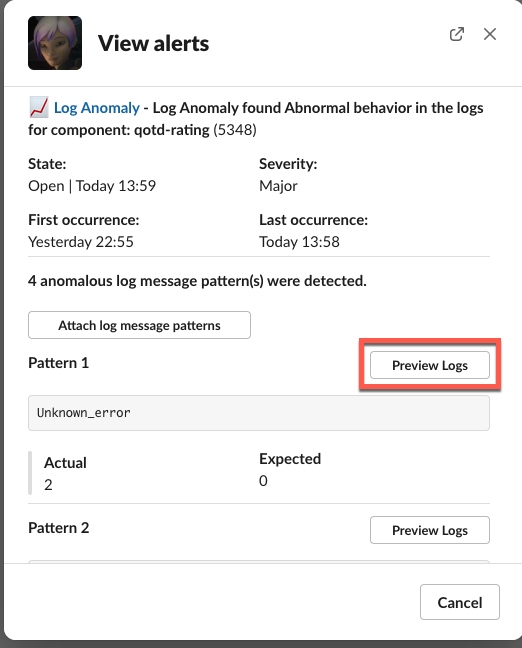 View alerts
Log Anomaly - Log Anomaly found Abnormal behavior in the logs
for component: qotd-rating (5348)
State:
Severity:
Open | Today 13:59
Major
First occurrence:
Last occurrence:
Yesterday 22:55
Today 13:58
4 anomalous log message pattern(s) were detected.
Attach log message patterns
Pattern 1
Preview Logs
Unknown_error
Actual
Expected
2
0
Pattern 2
Preview Logs
Cancel